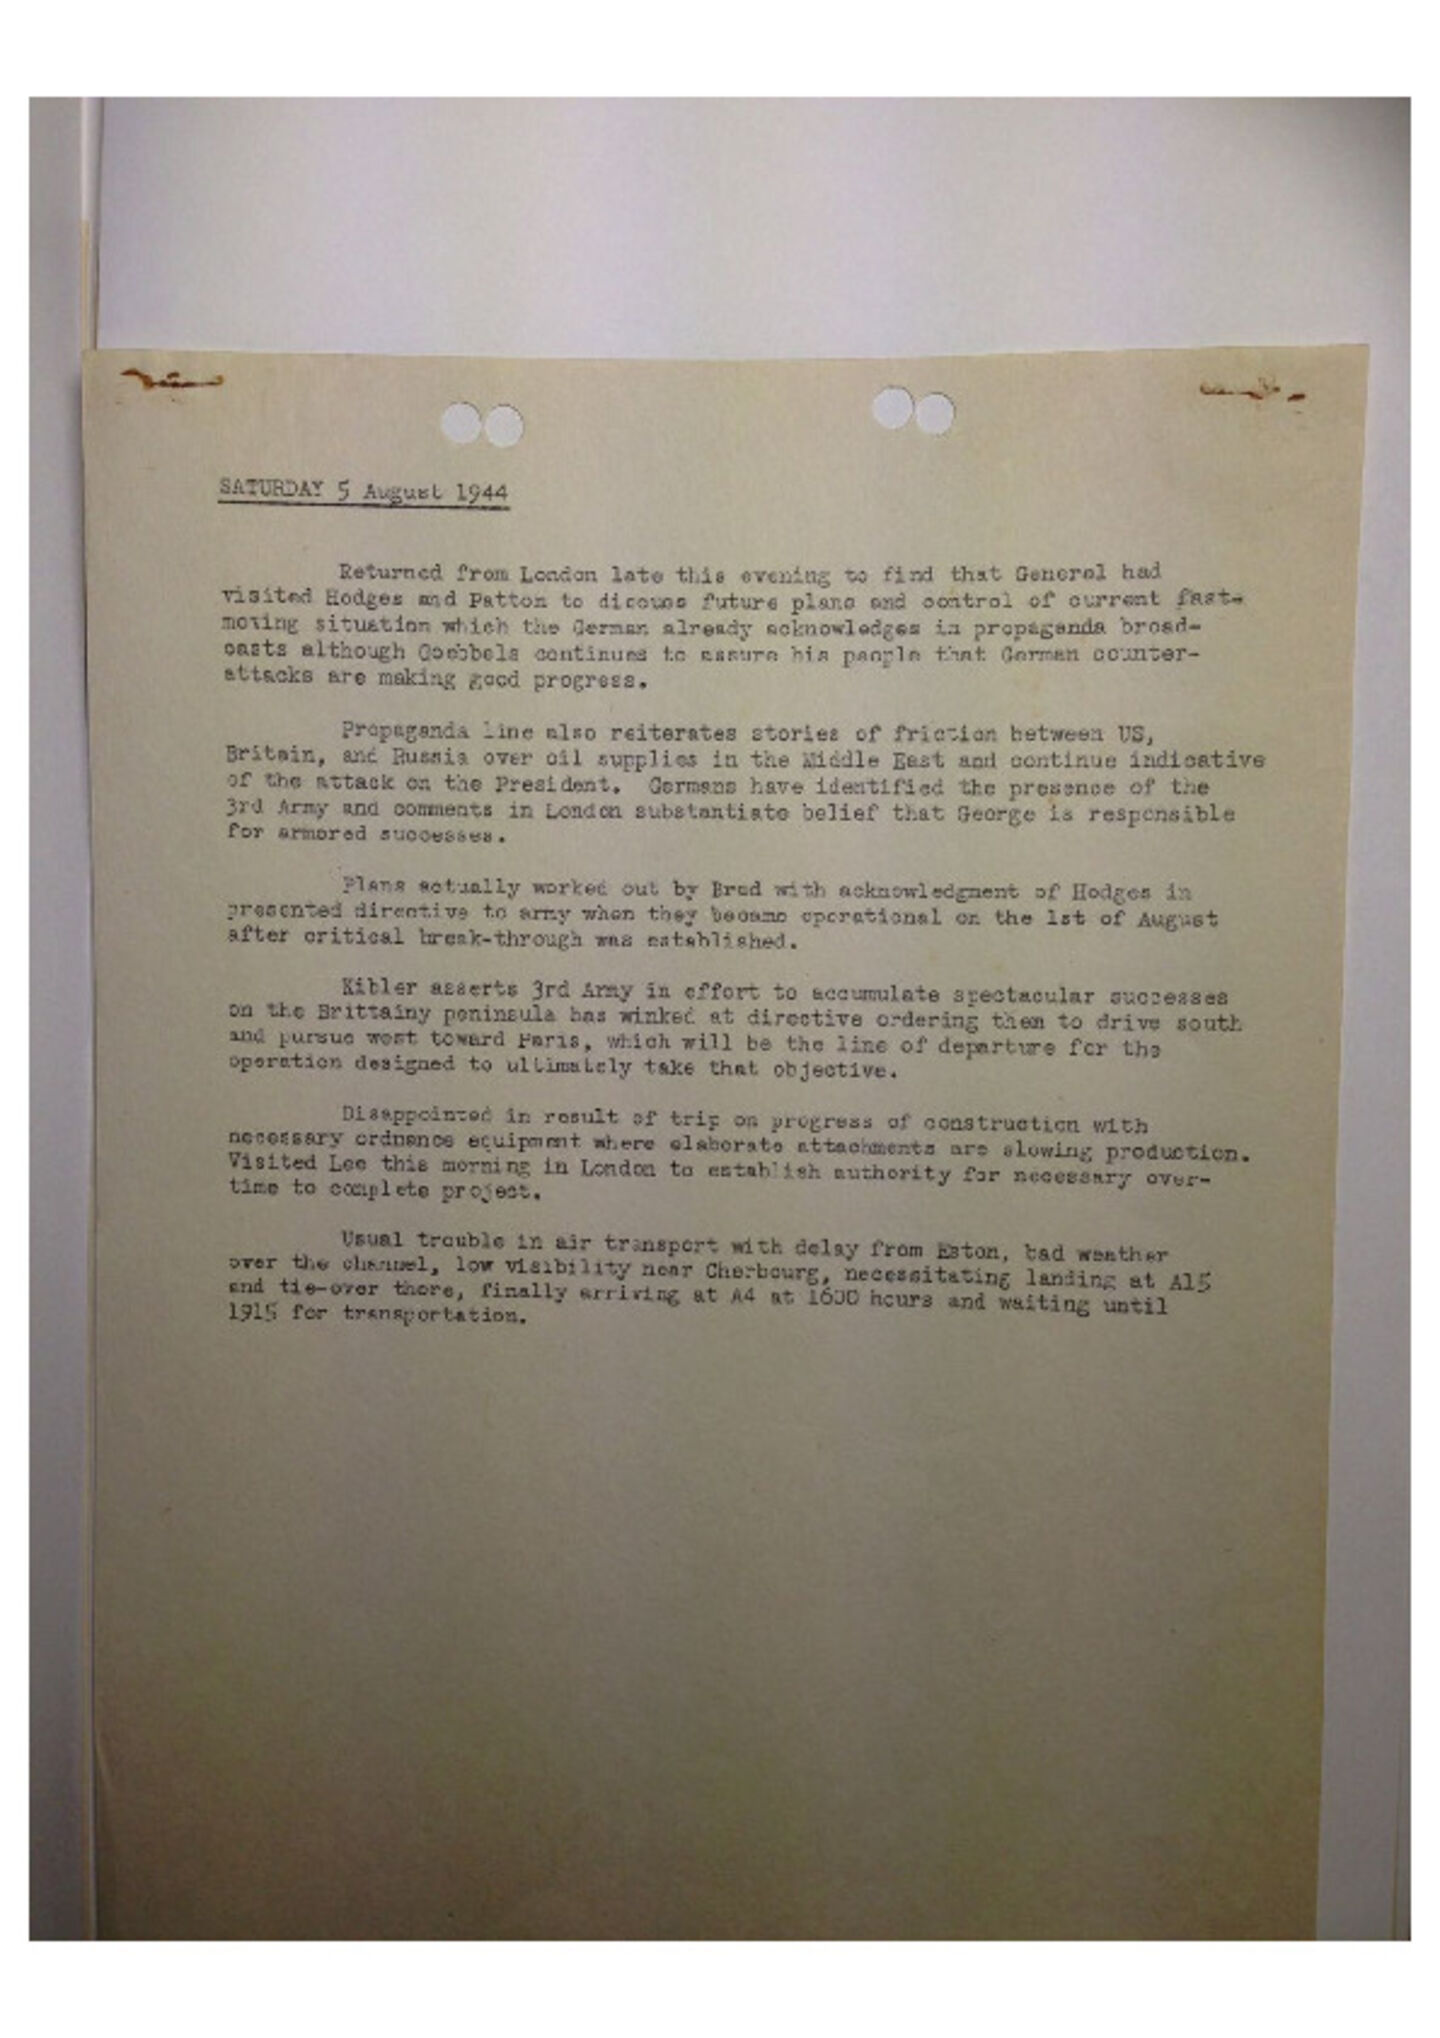 SATURDAY 5 August 1944
Returned from London late this evening to find that General had
visited Hodges and Patton to discuss future plans and control of current fast-
moving situation which the German already acknowledges in propaganda broad-
casts although Goebbels continues to assure his people that German counter-
attacks are making good progress.
Propaganda line also reiterates stories of friction between US,
Britain, and Russia over oil supplies in the Middle East and continue indicative
of the attack on the President. Germans have identified the presence of the
3rd Army and comments in London substantiate belief that George is responsible
for armored successes.
Plans actually worked out by Brad with acknowledgment of Hodges in
presented directive to army when they became operational on the 1st of August
after critical break-through was established.
Kibler asserts 3rd Army in effort to accumulate spectacular successes
on the Brittainy peninsula has winked at directive ordering them to drive south
and pursue west toward Paris, which will be the line of departure for the
operation designed to ultimately take that objective.
Disappointed in result of trip on progress of construction with
necessary ordnance equipment where elaborate attachments are slowing production.
Visited Lee this morning in London to establish authority for necessary over-
time to complete project.
Usual trouble in air transport with delay from Eston, bad weather
over the channel, low visibility near Cherbourg, necessitating landing at A15
and tie-over there, finally arriving at A4 at 1600 hours and waiting until
1915 for transportation.